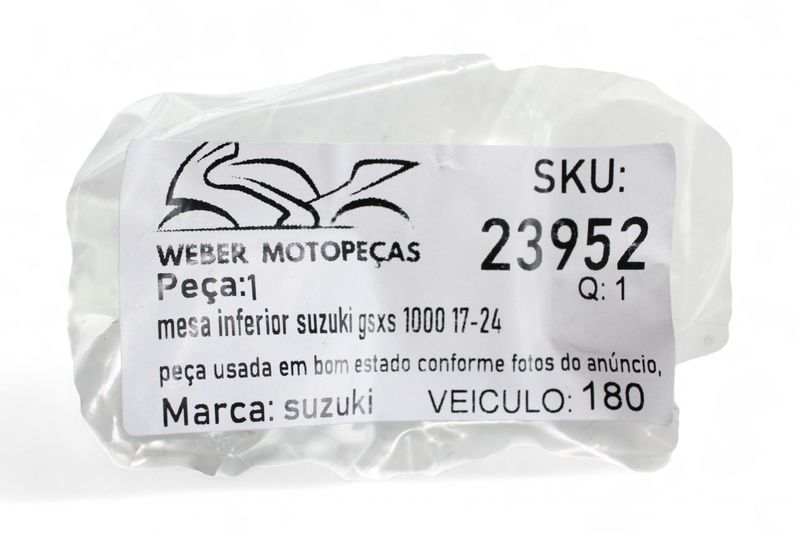 WEBER MOTOPEÇAS
SKU:
23952
Peça:1
Q: 1
mesa inferior suzuki gsxs 1000 17-24
peça usada em bom estado conforme fotos do anúncio,
Marca: suzuki
VEICULO: 180